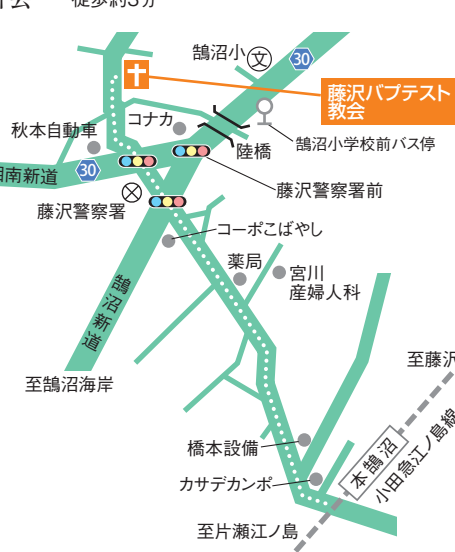 徒歩約3分
鵠沼小
文
30
藤沢バプテスト
教会
コナカ
秋本自動車
鵠沼小学校前バス停
陸橋
南新道
30
藤沢警察署前
藤沢警察署
コーポこばやし
薬局
宮川
産婦人科
鵠沼新道
至鵠沼海岸
至藤沢
橋本設備
本鵠沼
小田急江ノ島線
カサデカンポ
至片瀬江ノ島